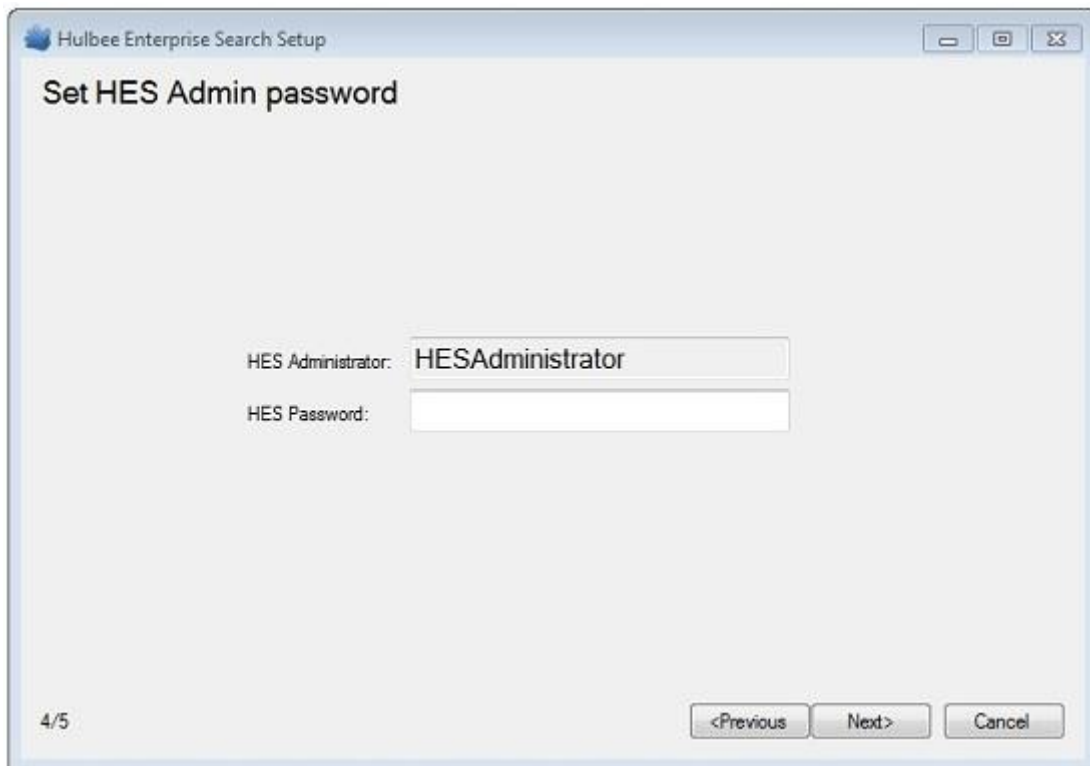 Hulbee Enterprise Search Setup
Set HES Admin password
HES Administrator: HESAdministrator
HES Password:
4/5 <Previous Next> Cancel